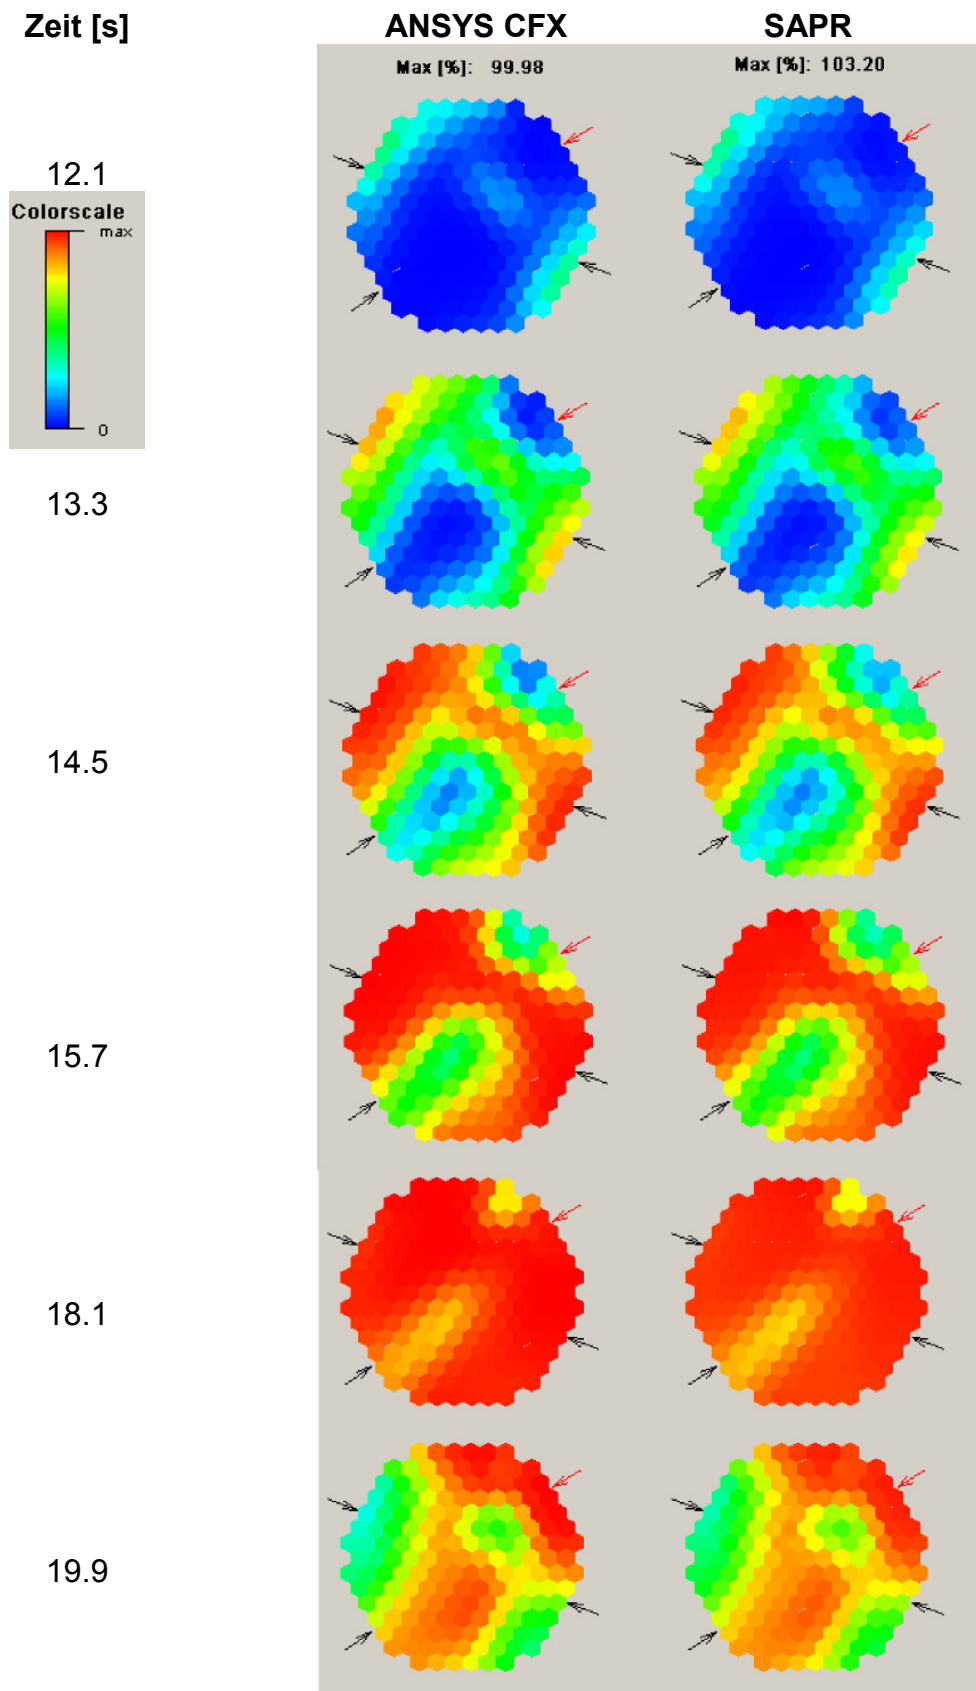 Zeit [s] ANSYS CFX SAPR
Max [%]: 99.98 Max [%]: 103.20
12.1
Colorscale
max
0
13.3
14.5
15.7
18.1
19.9